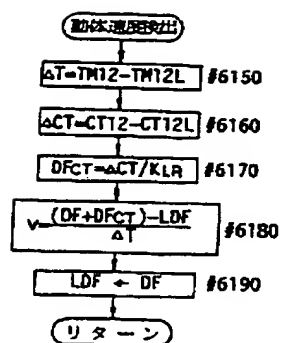 動体速度検出
ΔT=TM12-TM12L #6150
ΔCT=CT12-CT12L #6160
DFCT=ΔCT/KLR #6170
V=(DF+DFCT)-LDF/ΔT #6180
LDF ← DF #6190
リターン